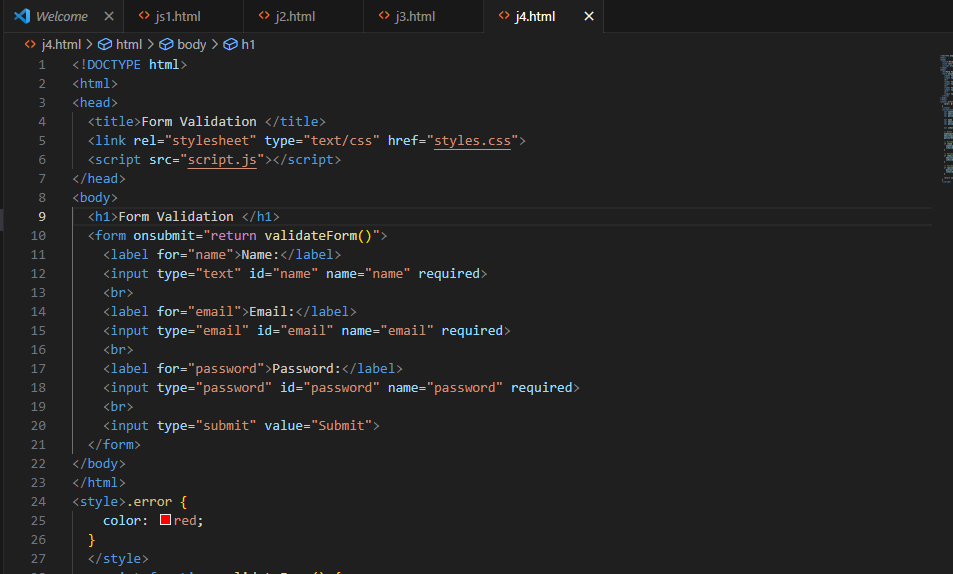 Welcome js1.html j2.html j3.html j4.html
j4.html > html > body > h1
1 <!DOCTYPE html>
2 <html>
3 <head>
4 <title>Form Validation </title>
5 <link rel="stylesheet" type="text/css" href="styles.css">
6 <script src="script.js"></script>
7 </head>
8 <body>
9 <h1>Form Validation </h1>
10 <form onsubmit="return validateForm()">
11 <label for="name">Name:</label>
12 <input type="text" id="name" name="name" required>
13 <br>
14 <label for="email">Email:</label>
15 <input type="email" id="email" name="email" required>
16 <br>
17 <label for="password">Password:</label>
18 <input type="password" id="password" name="password" required>
19 <br>
20 <input type="submit" value="Submit">
21 </form>
22 </body>
23 </html>
24 <style>.error {
25 color: red;
26 }
27 </style>